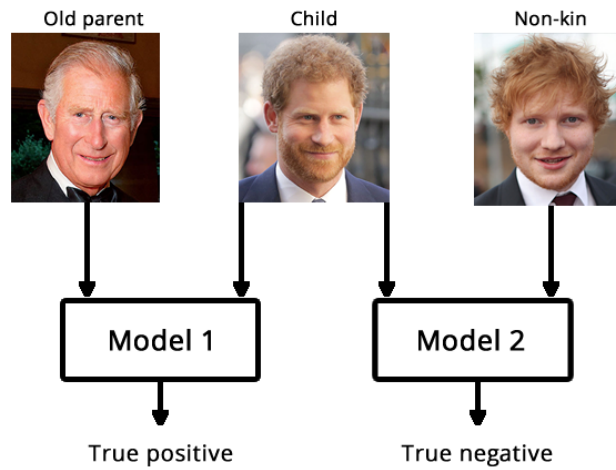 Old parent
Child
Non-kin
Model 1
Model 2
True positive
True negative